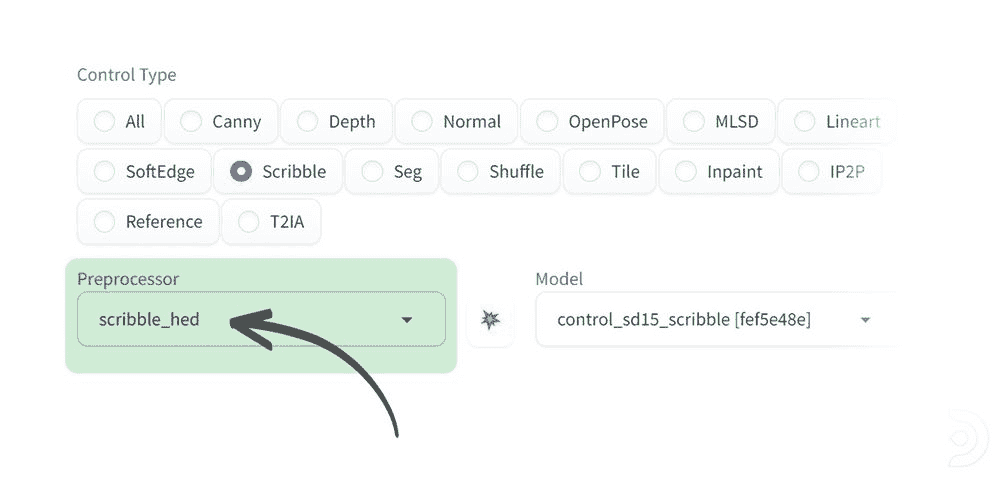 Control Type
All Canny Depth Normal OpenPose MLSD Lineart
SoftEdge Scribble Seg Shuffle Tile Inpaint IP2P
Reference T2IA
Preprocessor Model
scribble_hed control_sd15_scribble [fef5e48e]